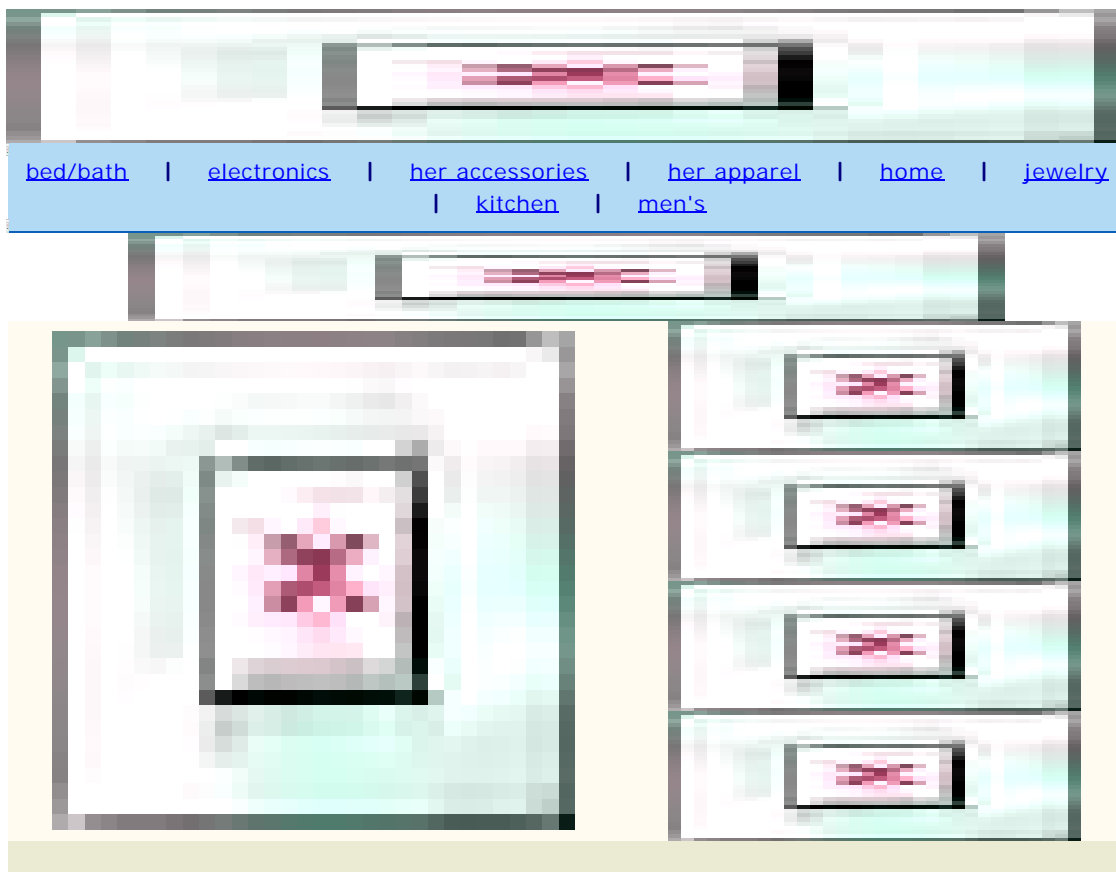 bed/bath | electronics | her accessories | her apparel | home | jewelry
| kitchen | men's